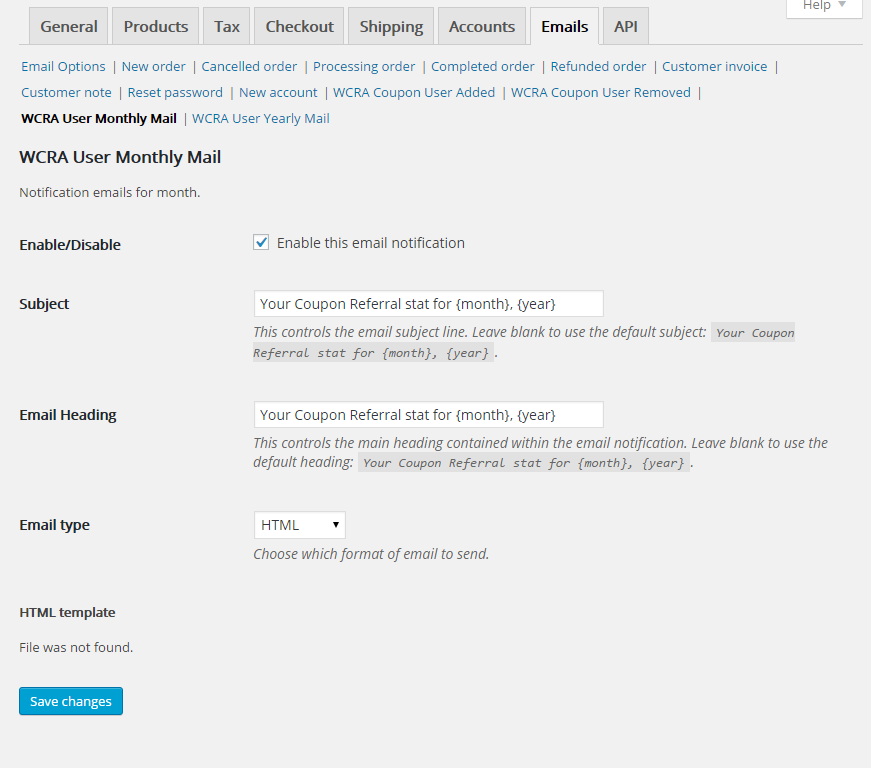 Help
General Products Tax Checkout Shipping Accounts Emails API
Email Options | New order | Cancelled order | Processing order | Completed order | Refunded order | Customer invoice |
Customer note | Reset password | New account | WCRA Coupon User Added | WCRA Coupon User Removed |
WCRA User Monthly Mail | WCRA User Yearly Mail
WCRA User Monthly Mail
Notification emails for month.
Enable/Disable Enable this email notification
Subject Your Coupon Referral stat for {month}, {year}
This controls the email subject line. Leave blank to use the default subject: Your Coupon
Referral stat for {month}, {year}.
Email Heading Your Coupon Referral stat for {month}, {year}
This controls the main heading contained within the email notification. Leave blank to use the
default heading: Your Coupon Referral stat for {month}, {year}.
Email type HTML
Choose which format of email to send.
HTML template
File was not found.
Save changes